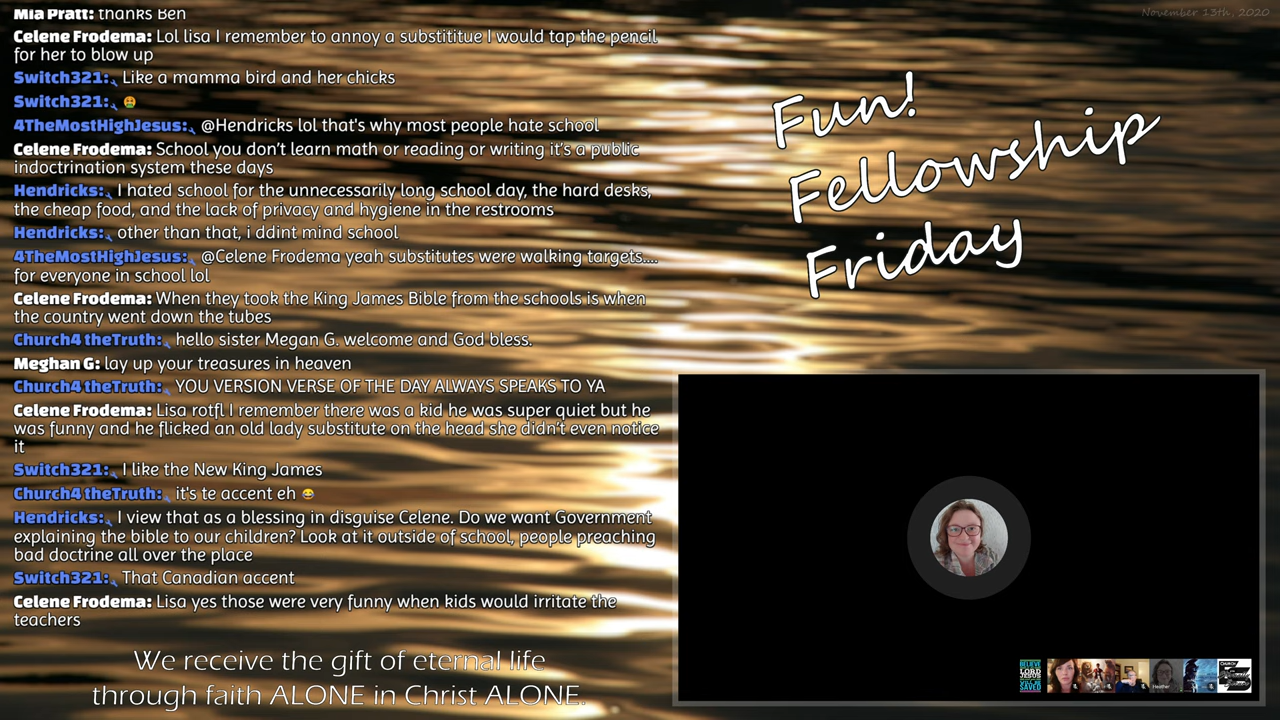 November 13th, 2020
Mia Pratt: thanks Ben
Celene Frodema: Lol lisa I remember to annoy a substititue I would tap the pencil
for her to blow up
Switch321: Like a mamma bird and her chicks
Switch321: 🤮
4TheMostHighJesus: @Hendricks lol that's why most people hate school
Celene Frodema: School you don't learn math or reading or writing it's a public
indoctrination system these days
Hendricks: I hated school for the unnecessarily long school day, the hard desks,
the cheap food, and the lack of privacy and hygiene in the restrooms
Hendricks: other than that, i ddint mind school
4TheMostHighJesus: @Celene Frodema yeah substitutes were walking targets....
for everyone in school lol
Celene Frodema: When they took the King James Bible from the schools is when
the country went down the tubes
Church4 theTruth: hello sister Megan G. welcome and God bless.
Meghan G: lay up your treasures in heaven
Church4 theTruth: YOU VERSION VERSE OF THE DAY ALWAYS SPEAKS TO YA
Celene Frodema: Lisa rotfl I remember there was a kid he was super quiet but he
was funny and he flicked an old lady substitute on the head she didn't even notice
it
Switch321: I like the New King James
Church4 theTruth: it's te accent eh 😂
Hendricks: I view that as a blessing in disguise Celene. Do we want Government
explaining the bible to our children? Look at it outside of school, people preaching
bad doctrine all over the place
Switch321: That Canadian accent
Celene Frodema: Lisa yes those were very funny when kids would irritate the
teachers
We receive the gift of eternal life
through faith ALONE in Christ ALONE.
Fun!
Fellowship
Friday
BELIEVE
LORD
JESUS
SAVED
Heather